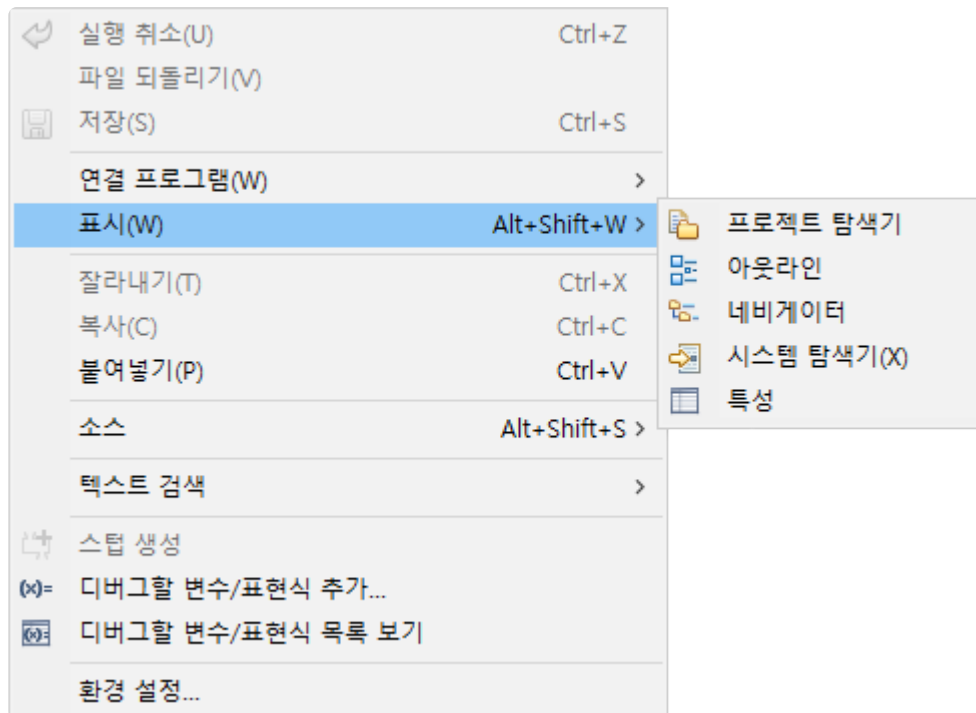 실행 취소(U) Ctrl+Z
파일 되돌리기(V)
저장(S) Ctrl+S
연결 프로그램(W) >
표시(W) Alt+Shift+W >
프로젝트 탐색기
아웃라인
네비게이터
시스템 탐색기(X)
특성
잘라내기(T) Ctrl+X
복사(C) Ctrl+C
붙여넣기(P) Ctrl+V
소스 Alt+Shift+S >
텍스트 검색 >
스텁 생성
(x)= 디버그할 변수/표현식 추가...
(x)= 디버그할 변수/표현식 목록 보기
환경 설정...